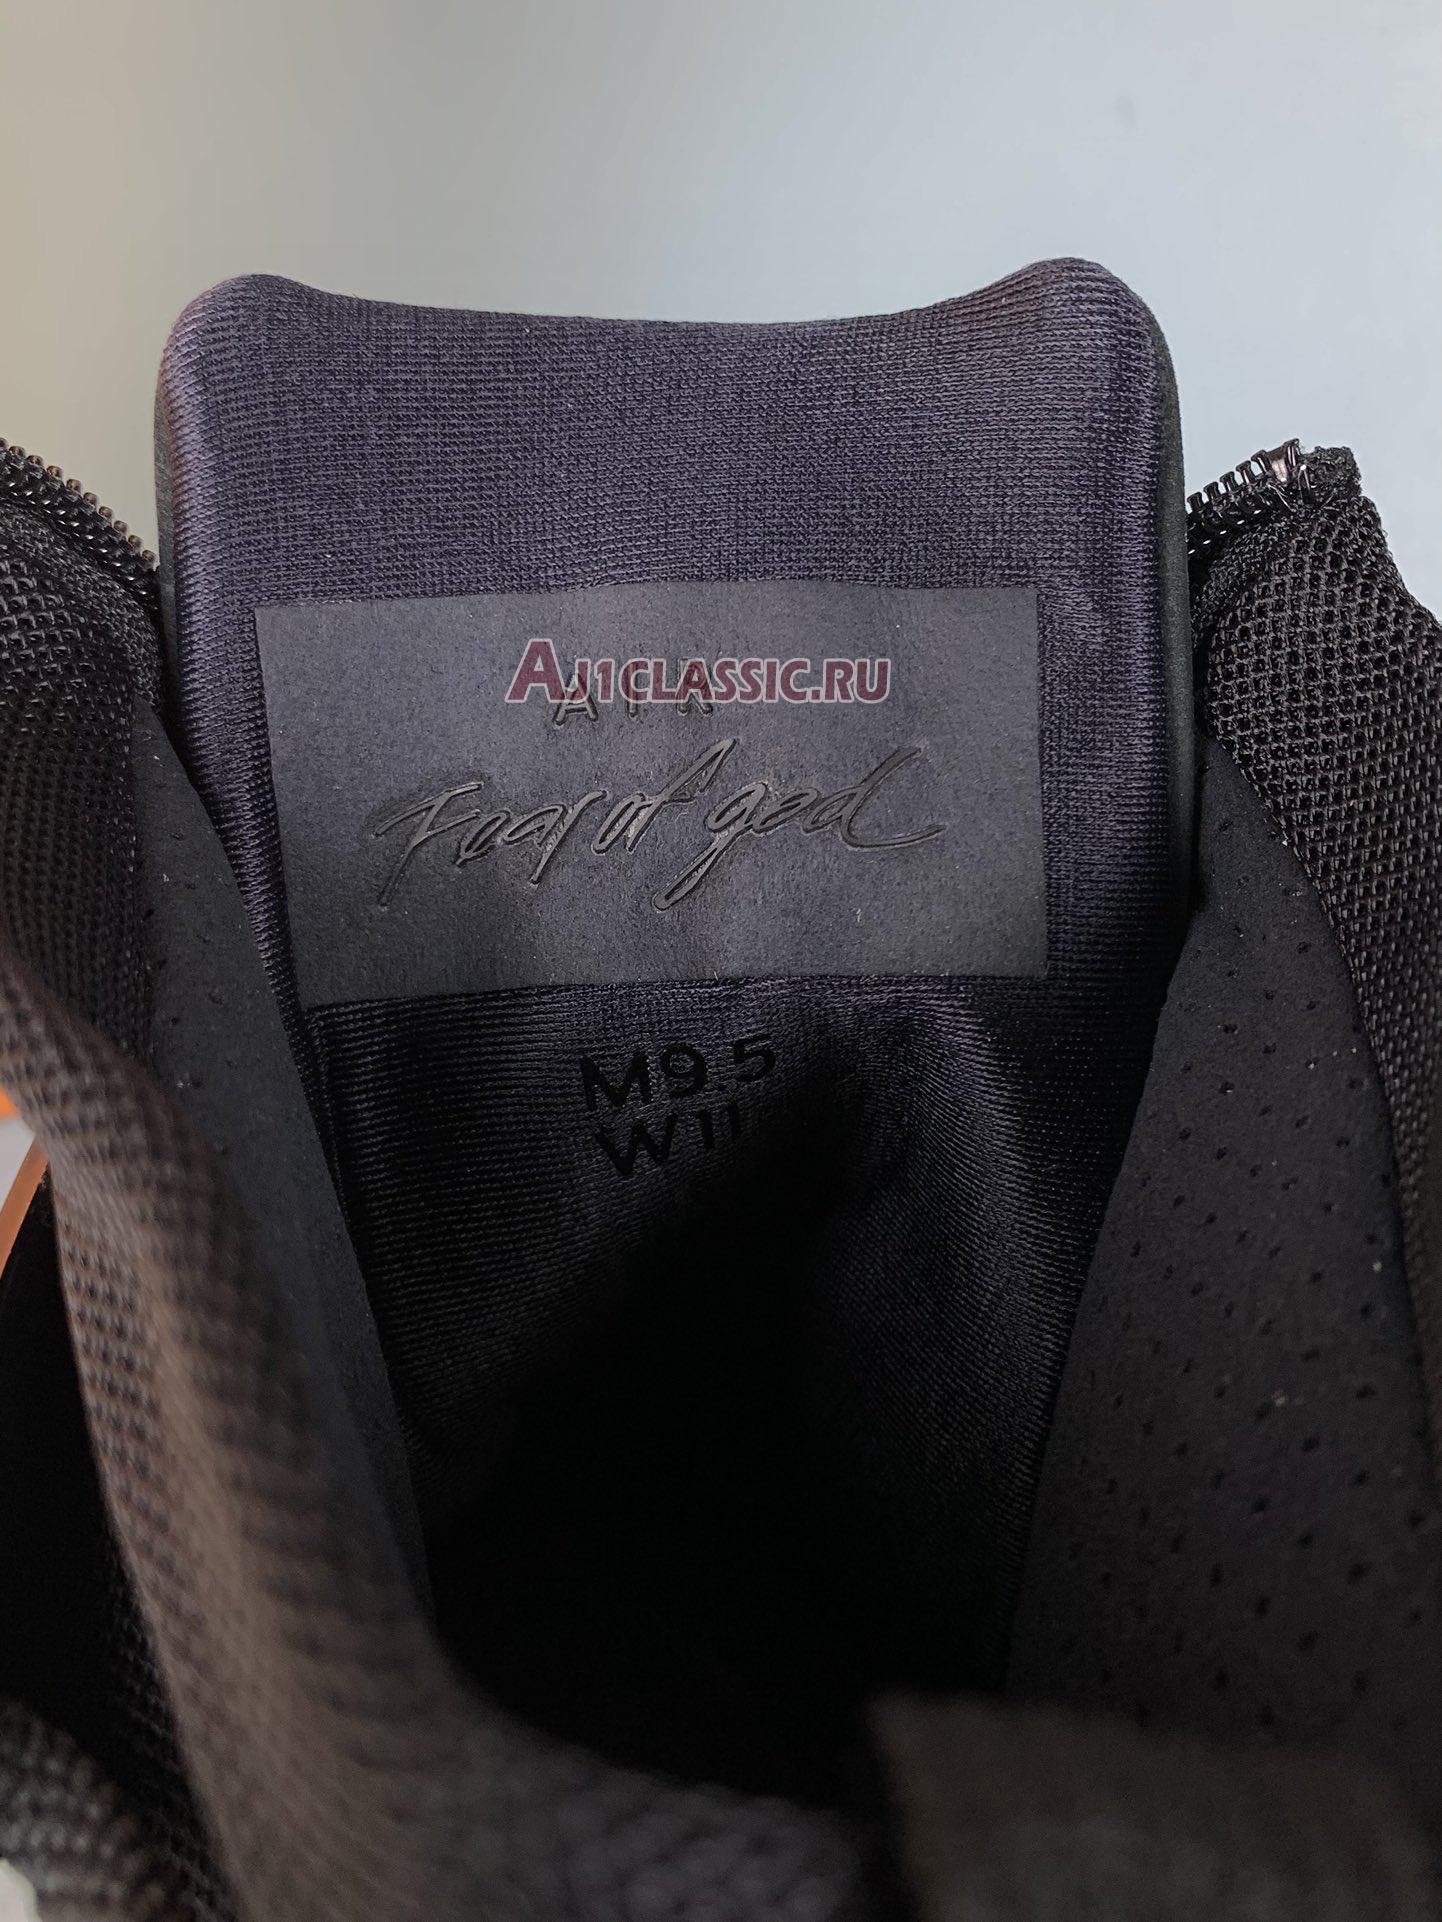 AJ1CLASSIC.RU
AIR
Fear of god
M9.5
W11